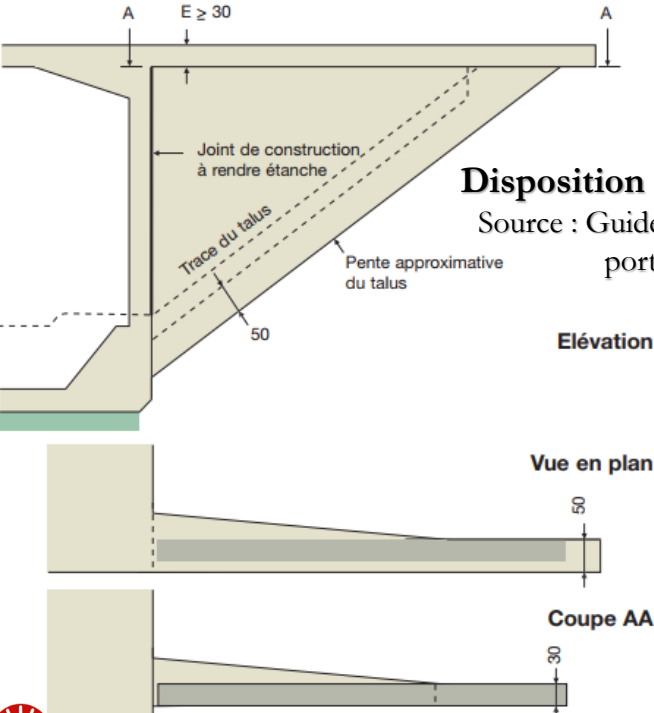 A
E ≥ 30
A
Joint de construction
à rendre étanche
Disposition
Source : Guide
port
Trace du talus
Pente approximative
du talus
50
Elévation
Vue en plan
50
Coupe AA
30